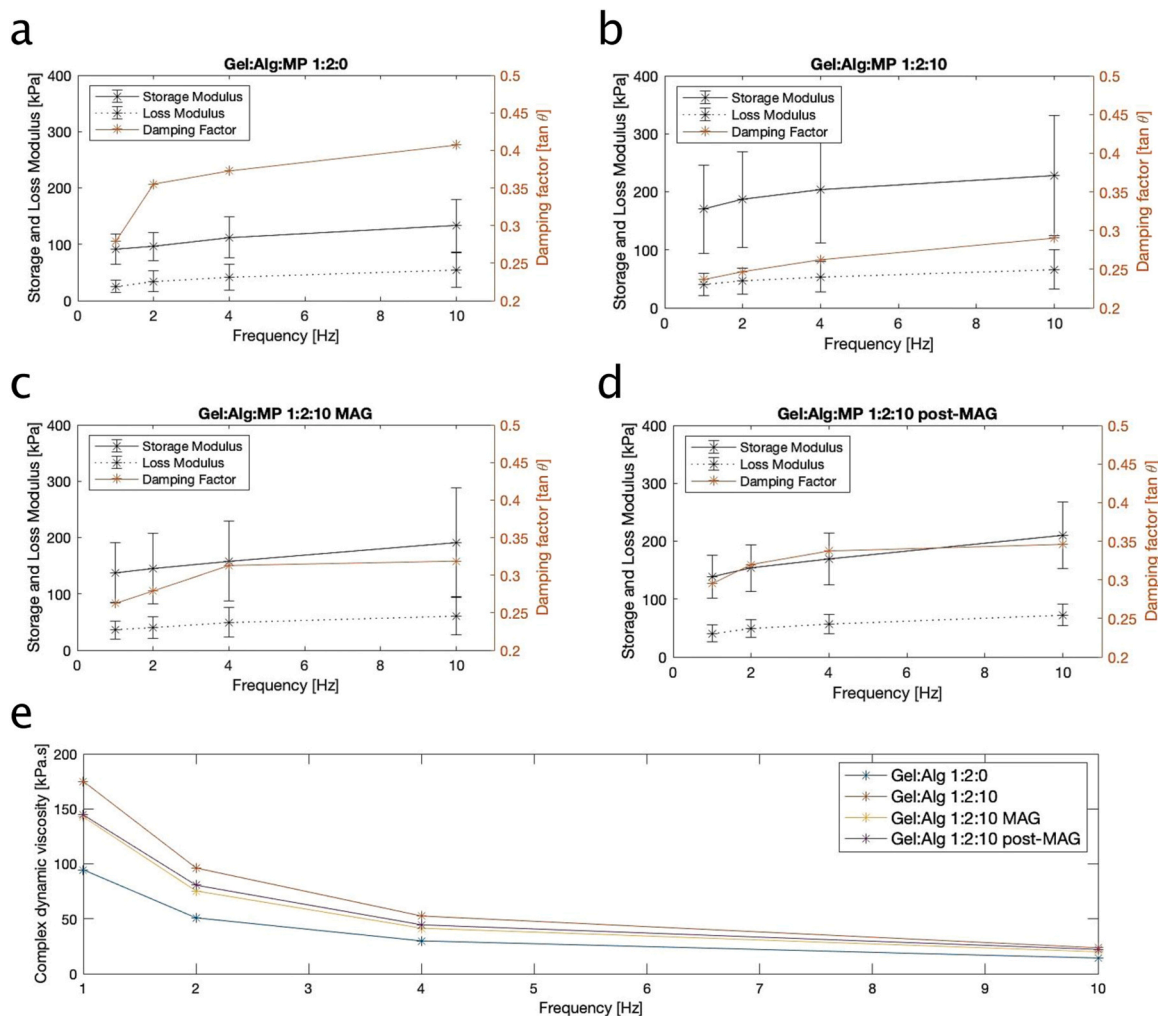 a
Gel:Alg:MP 1:2:0
Storage and Loss Modulus [kPa]
400
300
200
100
0
Storage Modulus
Loss Modulus
Damping Factor
0.5
0.45
0.4
0.35
0.3
0.25
0.2
Damping factor [tan θ]
0 2 4 6 8 10
Frequency [Hz]
b
Gel:Alg:MP 1:2:10
Storage and Loss Modulus [kPa]
400
300
200
100
0
Storage Modulus
Loss Modulus
Damping Factor
0.5
0.45
0.4
0.35
0.3
0.25
0.2
Damping factor [tan θ]
0 2 4 6 8 10
Frequency [Hz]
c
Gel:Alg:MP 1:2:10 MAG
Storage and Loss Modulus [kPa]
400
300
200
100
0
Storage Modulus
Loss Modulus
Damping Factor
0.5
0.45
0.4
0.35
0.3
0.25
0.2
Damping factor [tan θ]
0 2 4 6 8 10
Frequency [Hz]
d
Gel:Alg:MP 1:2:10 post-MAG
Storage and Loss Modulus [kPa]
400
300
200
100
0
Storage Modulus
Loss Modulus
Damping Factor
0.5
0.45
0.4
0.35
0.3
0.25
0.2
Damping factor [tan θ]
0 2 4 6 8 10
Frequency [Hz]
e
Complex dynamic viscosity [kPa.s]
200
150
100
50
0
Gel:Alg 1:2:0
Gel:Alg 1:2:10
Gel:Alg 1:2:10 MAG
Gel:Alg 1:2:10 post-MAG
1 2 3 4 5 6 7 8 9 10
Frequency [Hz]